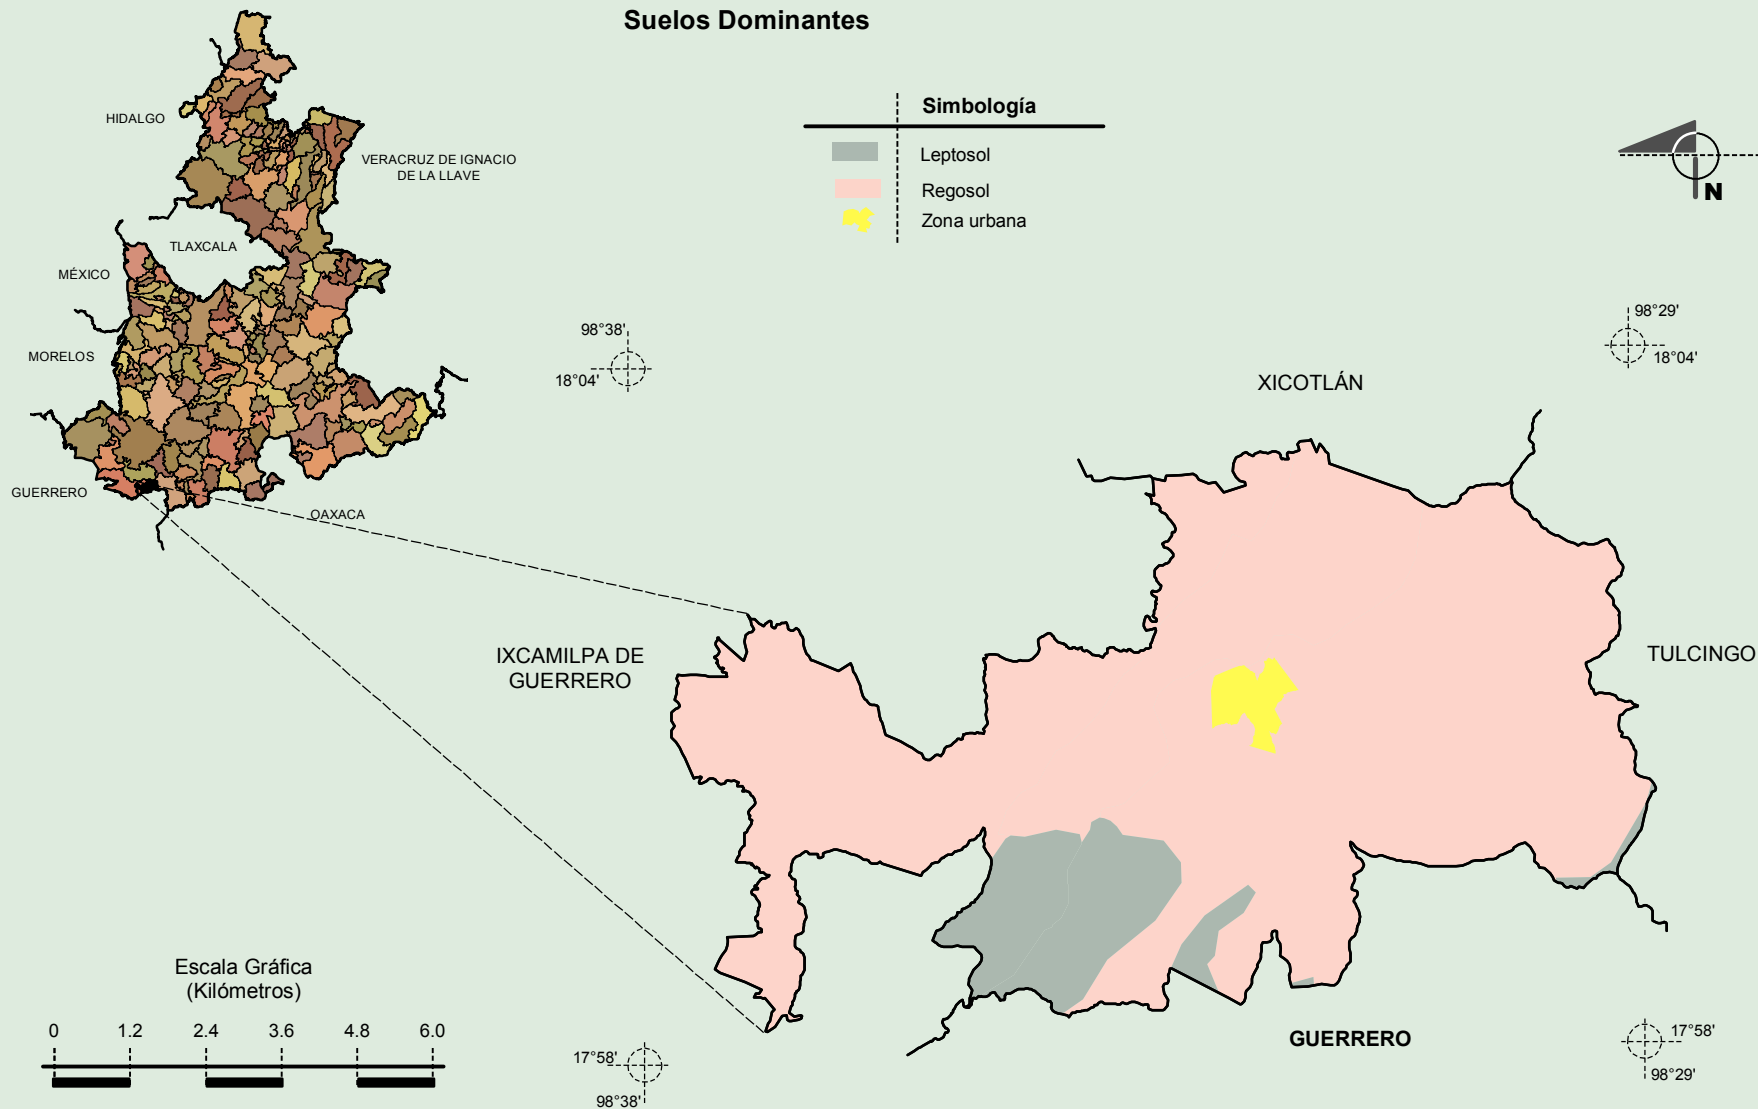 Suelos Dominantes
Simbología
Leptosol
Regosol
Zona urbana
N
HIDALGO
VERACRUZ DE IGNACIO
DE LA LLAVE
TLAXCALA
MÉXICO
MORELOS
GUERRERO
OAXACA
98°38'
18°04'
98°29'
18°04'
XICOTLÁN
IXCAMILPA DE
GUERRERO
TULCINGO
GUERRERO
Escala Gráfica
(Kilómetros)
0 1.2 2.4 3.6 4.8 6.0
17°58'
98°38'
17°58'
98°29'